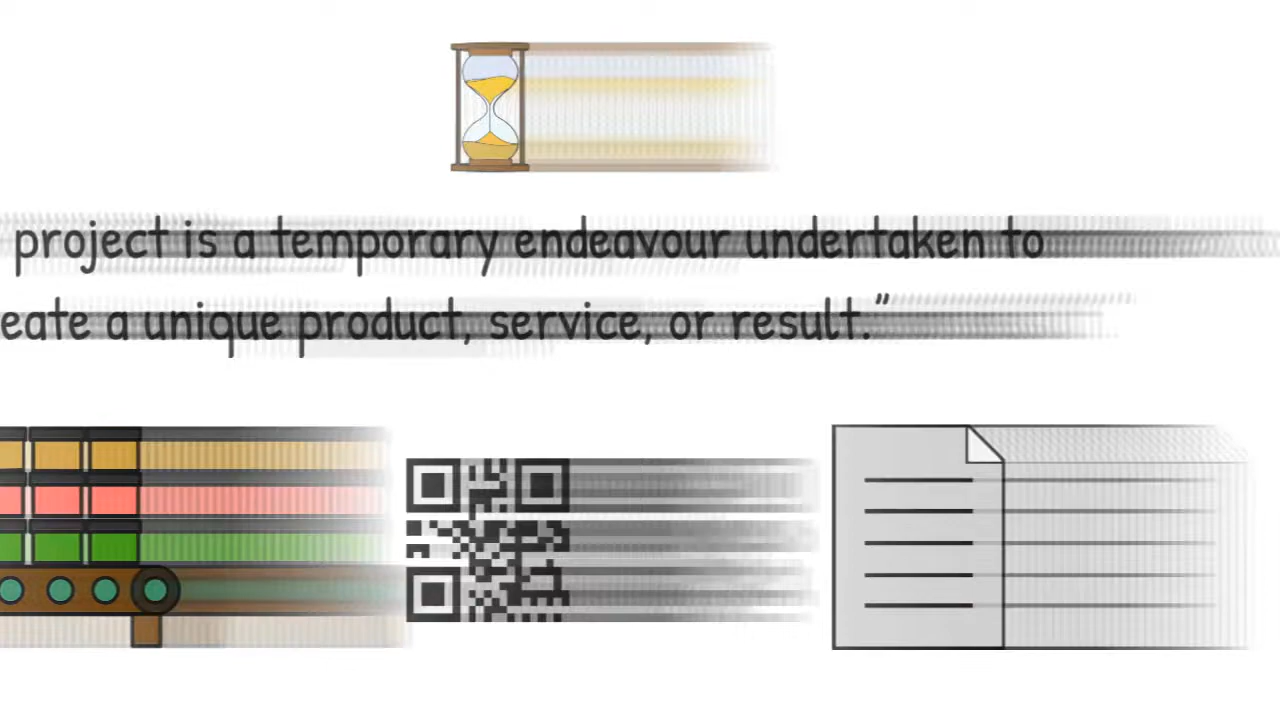 project is a temporary endeavour undertaken to
eate a unique product, service, or result.”